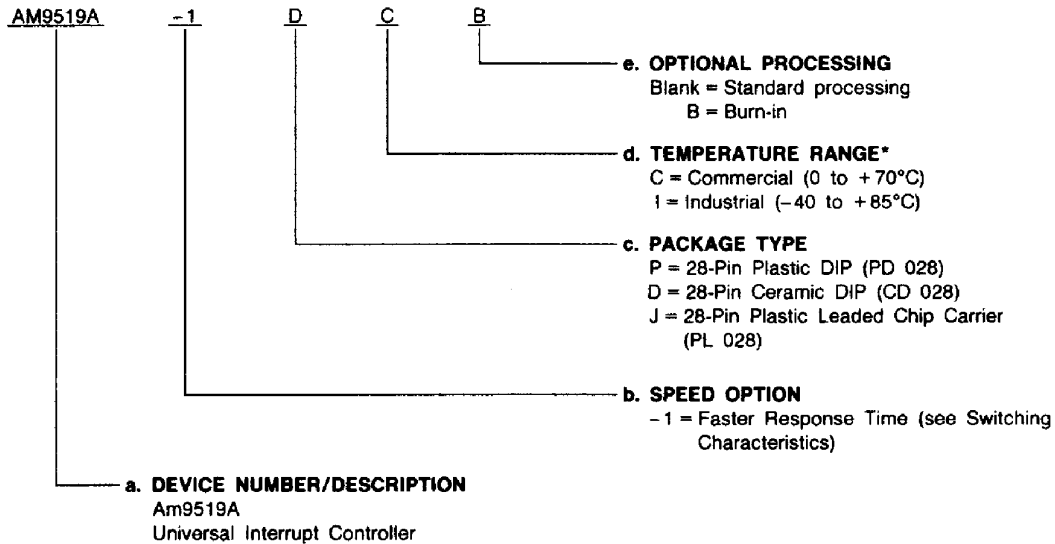 AM9519A -1 D C B
e. OPTIONAL PROCESSING
Blank = Standard processing
B = Burn-in
d. TEMPERATURE RANGE*
C = Commercial (0 to +70°C)
I = Industrial (–40 to +85°C)
c. PACKAGE TYPE
P = 28-Pin Plastic DIP (PD 028)
D = 28-Pin Ceramic DIP (CD 028)
J = 28-Pin Plastic Leaded Chip Carrier
(PL 028)
b. SPEED OPTION
–1 = Faster Response Time (see Switching
Characteristics)
a. DEVICE NUMBER/DESCRIPTION
Am9519A
Universal Interrupt Controller